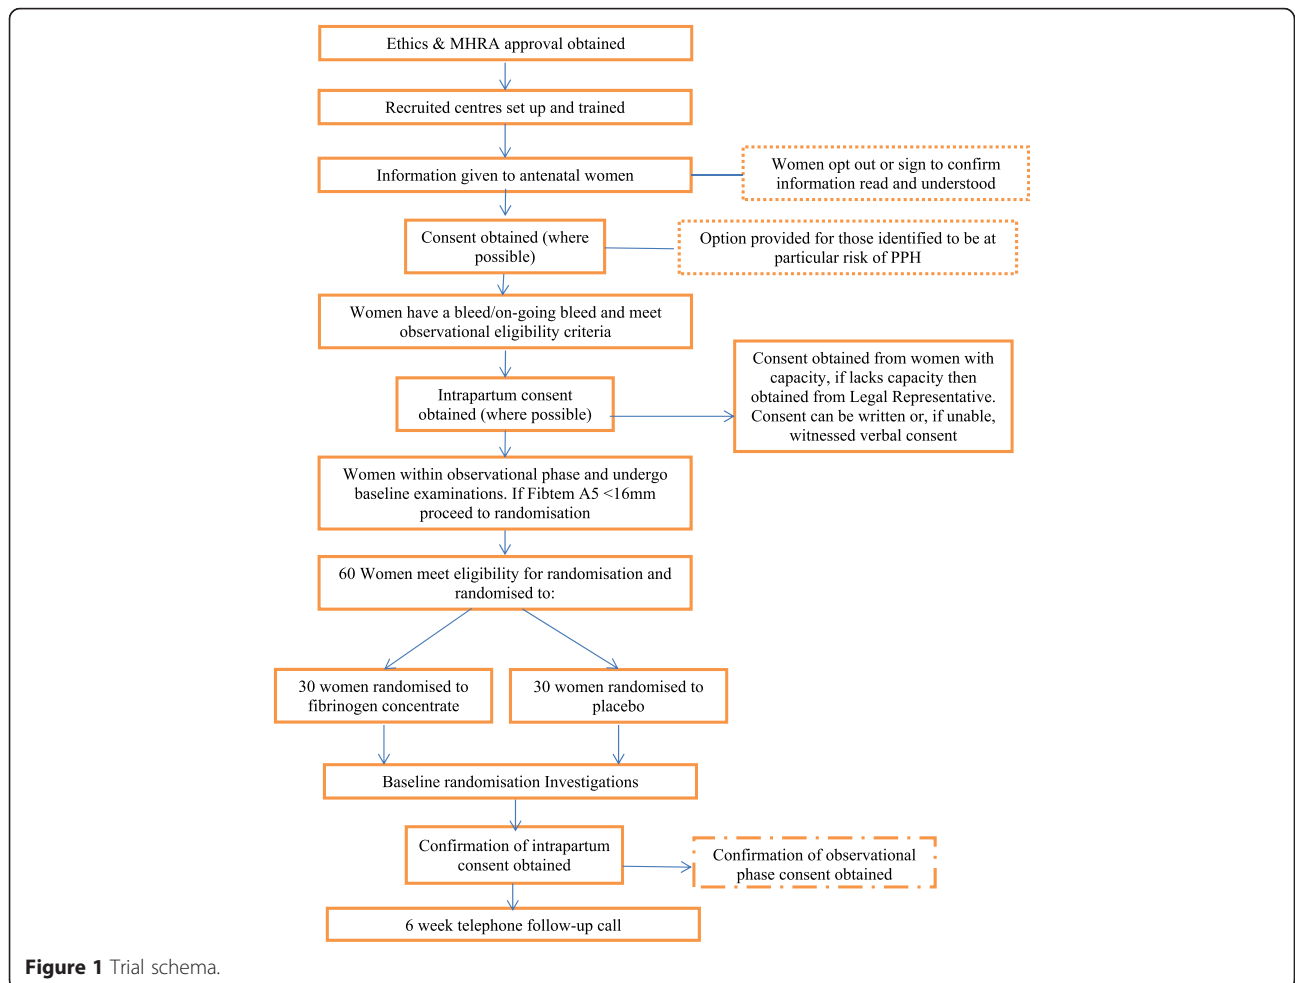 Ethics & MHRA approval obtained
Recruited centres set up and trained
Information given to antenatal women
Women opt out or sign to confirm
information read and understood
Consent obtained (where
possible)
Option provided for those identified to be at
particular risk of PPH
Women have a bleed/on-going bleed and meet
observational eligibility criteria
Intrapartum consent
obtained (where possible)
Consent obtained from women with
capacity, if lacks capacity then
obtained from Legal Representative.
Consent can be written or, if unable,
witnessed verbal consent
Women within observational phase and undergo
baseline examinations. If Fibtem A5 <16mm
proceed to randomisation
60 Women meet eligibility for randomisation and
randomised to:
30 women randomised to
fibrinogen concentrate
30 women randomised to
placebo
Baseline randomisation Investigations
Confirmation of intrapartum
consent obtained
Confirmation of observational
phase consent obtained
6 week telephone follow-up call
Figure 1 Trial schema.